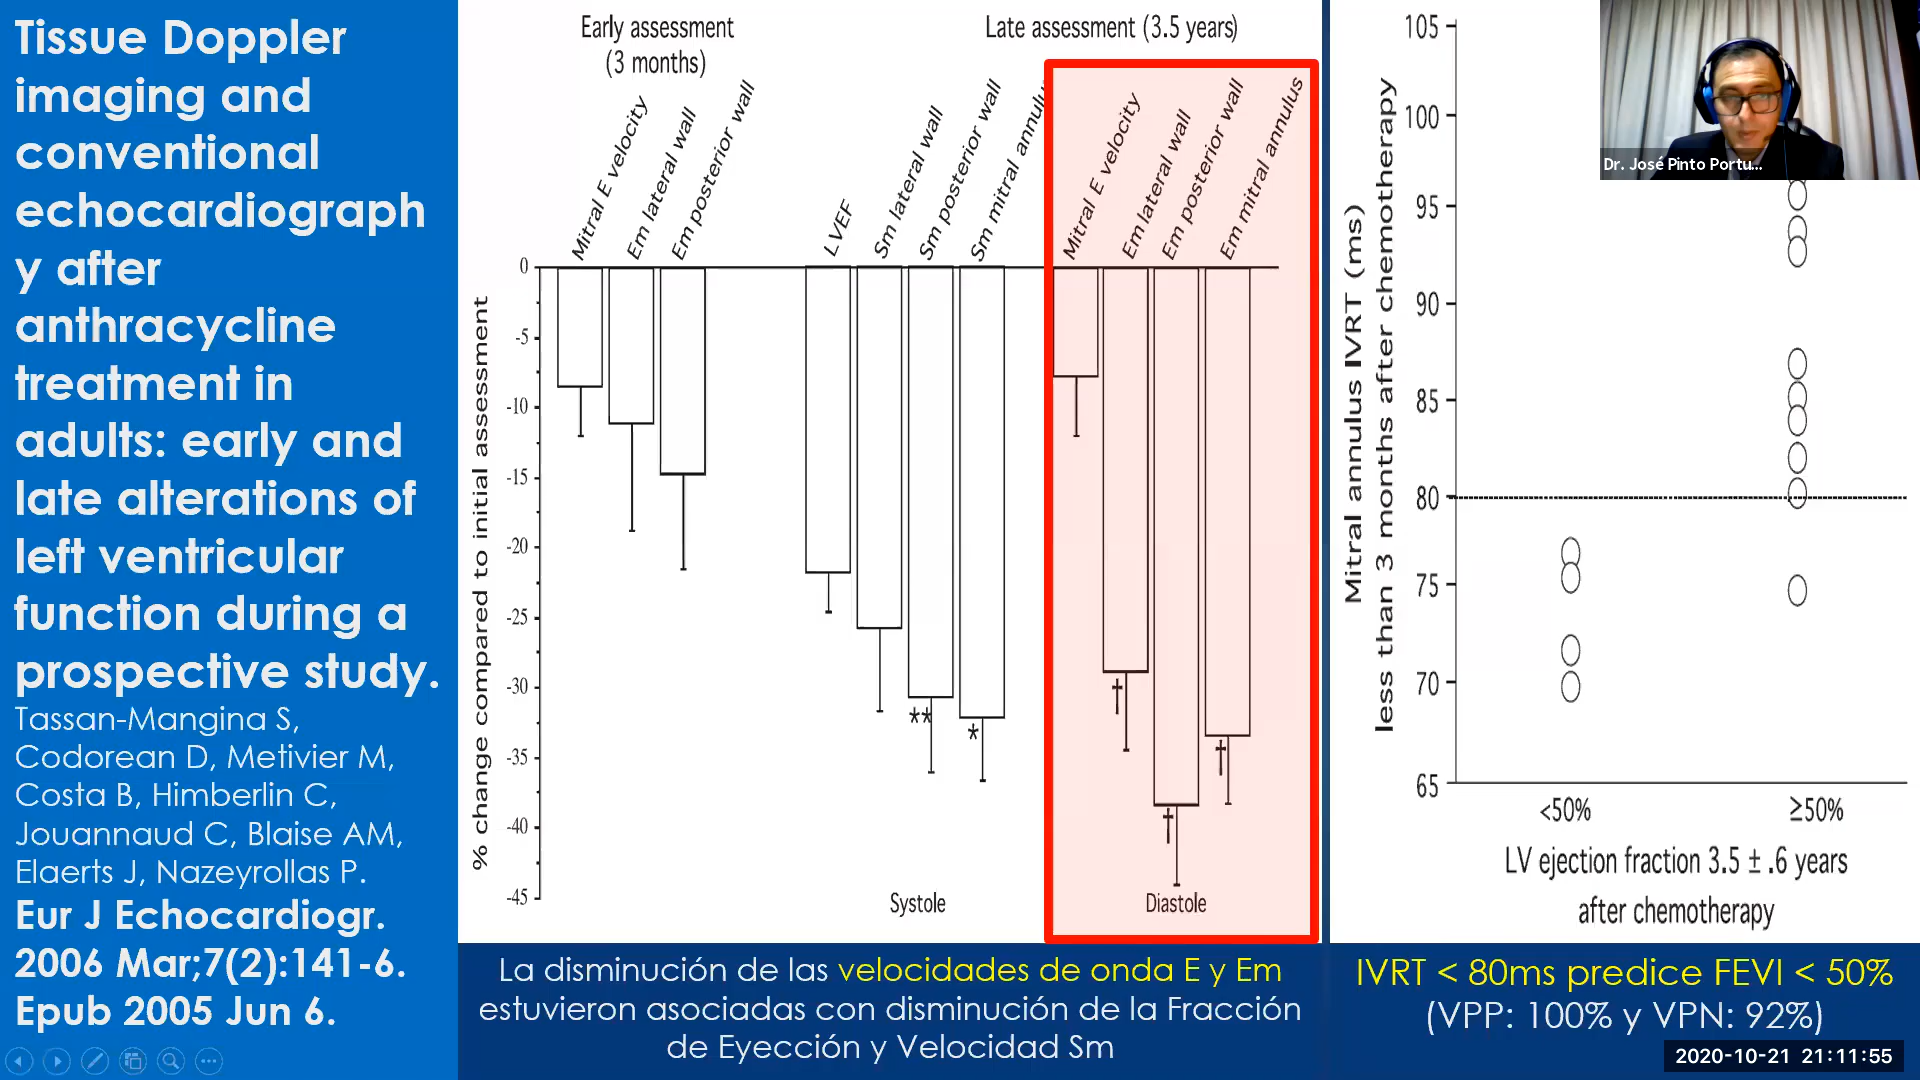 Tissue Doppler
imaging and
conventional
echocardiograph
y after
anthracycline
treatment in
adults: early and
late alterations of
left ventricular
function during a
prospective study.
Tassan-Mangina S,
Codorean D, Metivier M,
Costa B, Himberlin C,
Jouannaud C, Blaise AM,
Elaerts J, Nazeyrollas P.
Eur J Echocardiogr.
2006 Mar;7(2):141-6.
Epub 2005 Jun 6.
Early assessment
(3 months)
Late assessment (3.5 years)
Mitral E velocity
Em lateral wall
Em posterior wall
LVEF
Sm lateral wall
Sm posterior wall
Sm mitral annulus
Mitral E velocity
Em lateral wall
Em posterior wall
Em mitral annulus
% change compared to initial assessment
0
-5
-10
-15
-20
-25
-30
-35
-40
-45
**
*
†
†
†
Systole
Diastole
La disminución de las velocidades de onda E y Em
estuvieron asociadas con disminución de la Fracción
de Eyección y Velocidad Sm
Mitral annulus IVRT (ms)
less than 3 months after chemotherapy
105
100
95
90
85
80
75
70
65
<50%
≥50%
LV ejection fraction 3.5 ± .6 years
after chemotherapy
Dr. José Pinto Portu...
IVRT < 80ms predice FEVI < 50%
(VPP: 100% y VPN: 92%)
2020-10-21 21:11:55